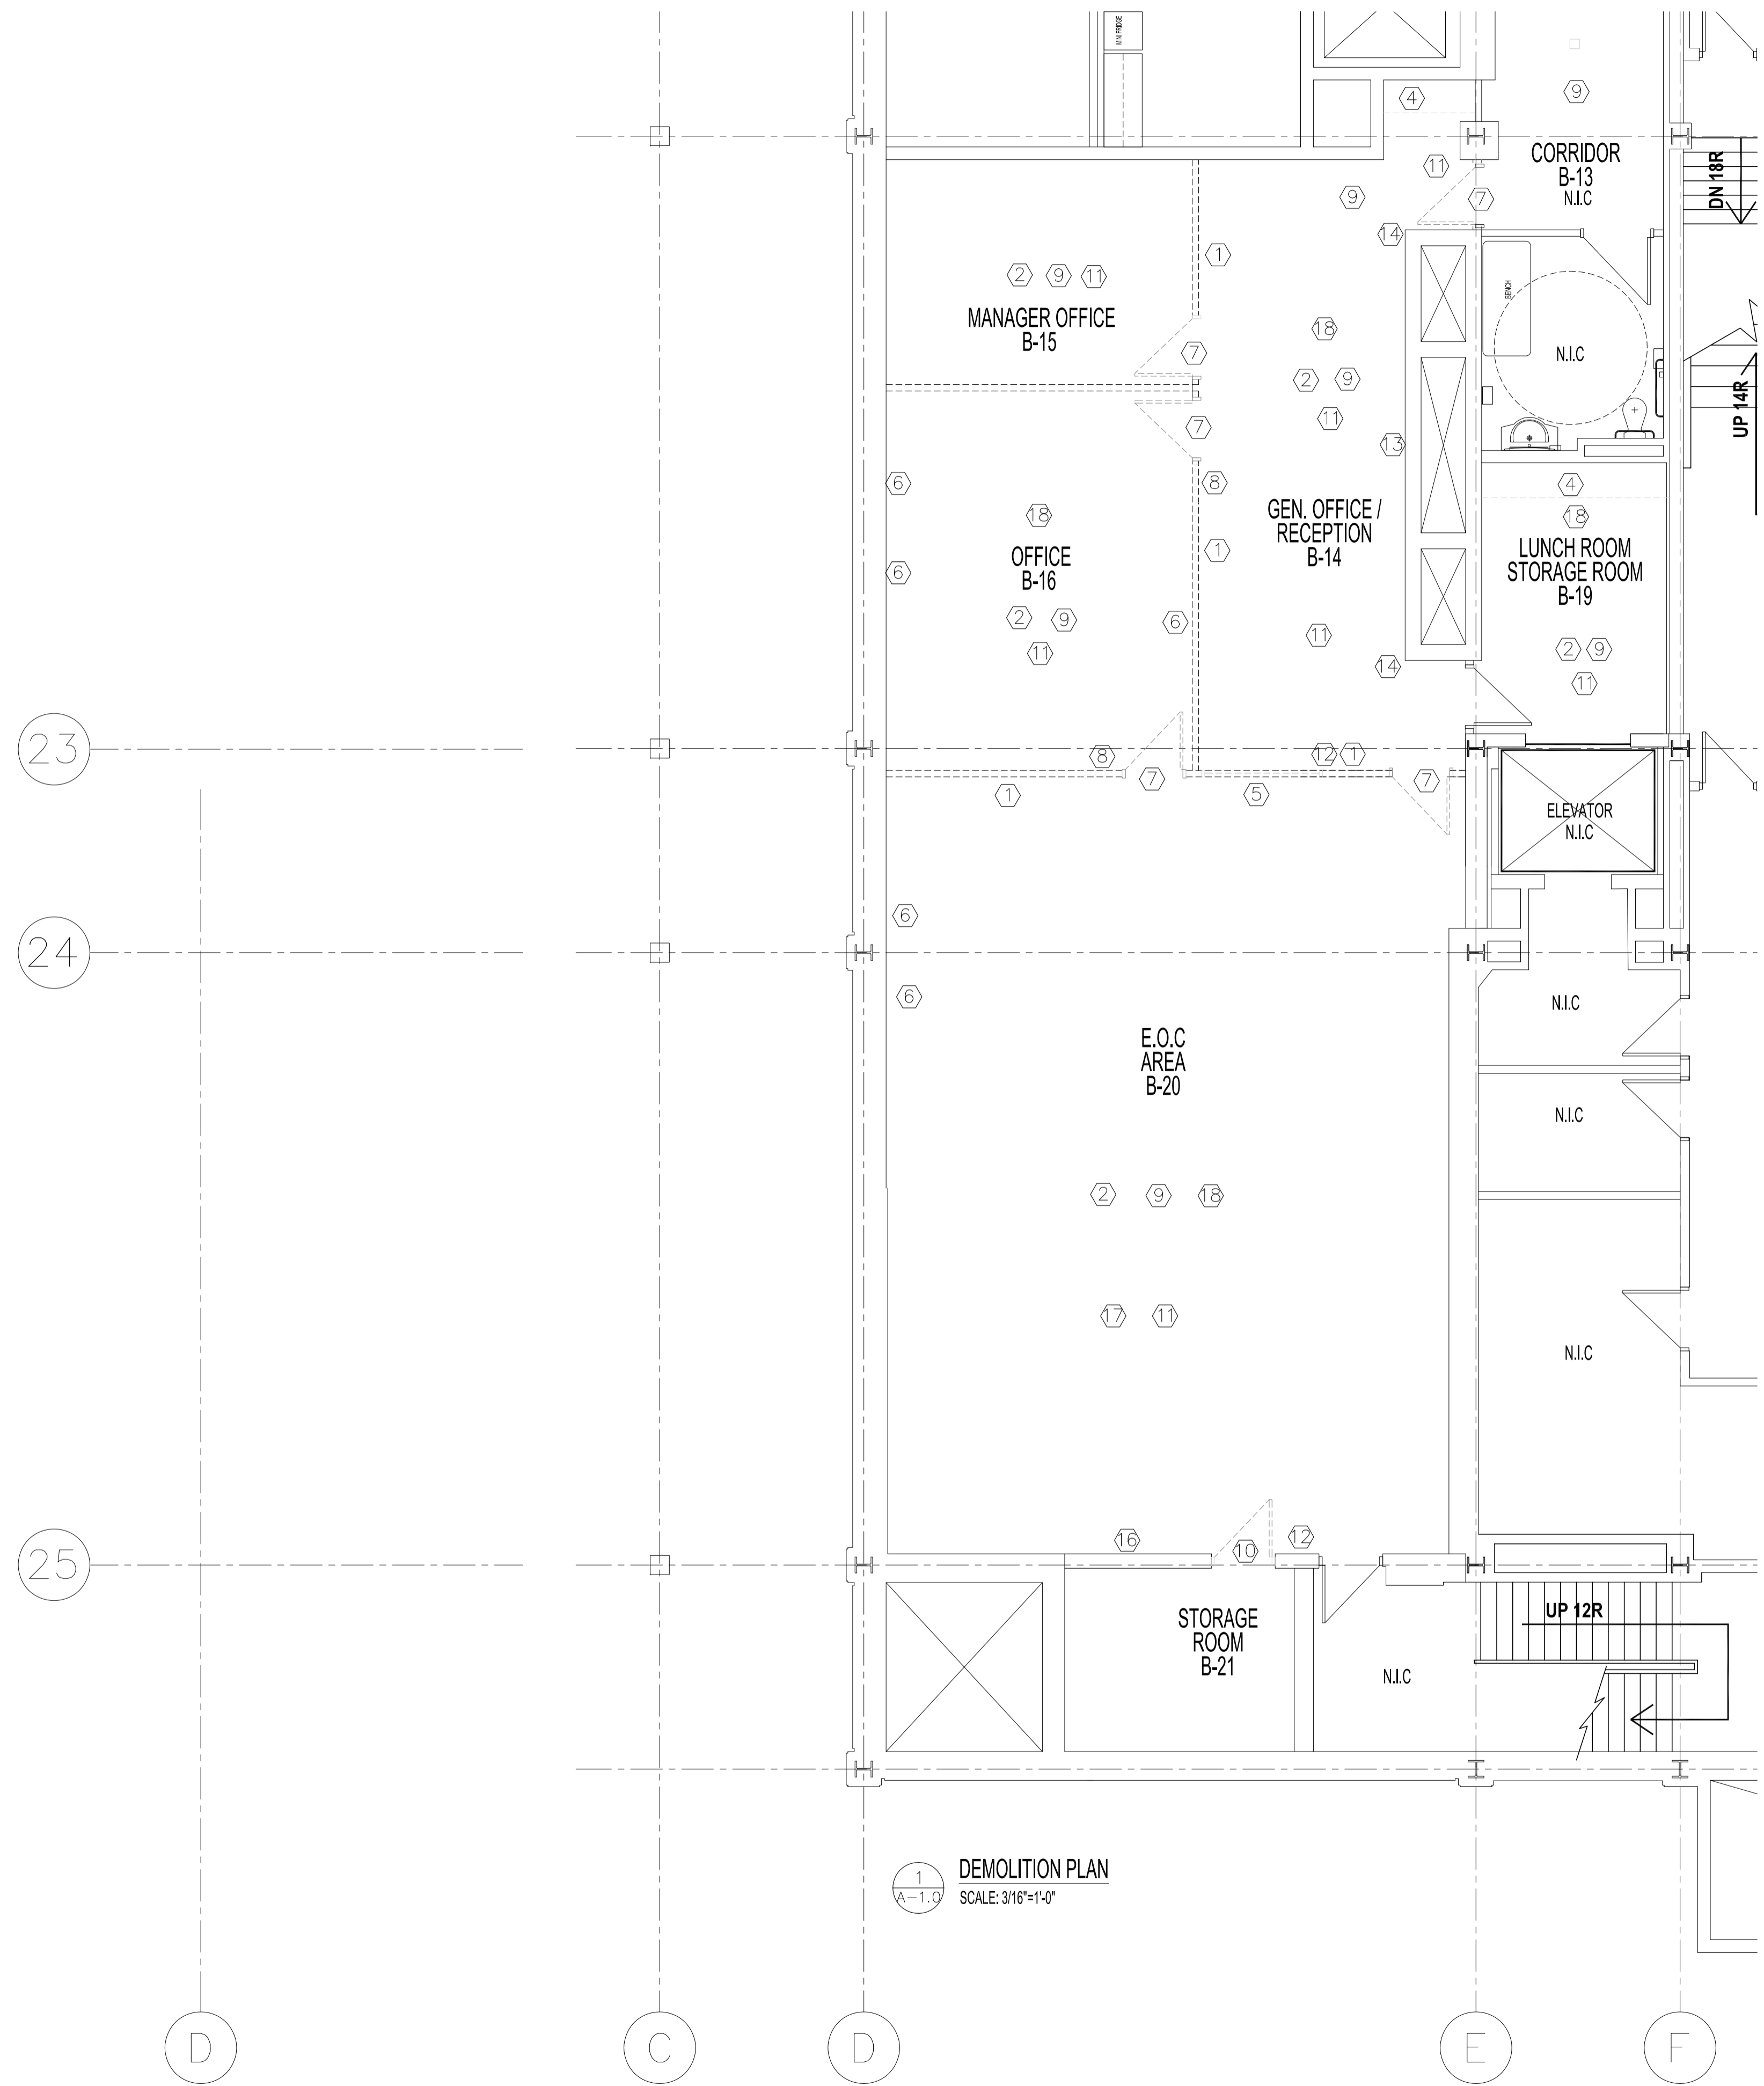 MINI FRIDGE
4
9
CORRIDOR
B-13
N.I.C
DN 18R
11
9
7
14
1
2 9 11
MANAGER OFFICE
B-15
BENCH
18
7
N.I.C
2 9
11
UP 14R
7
13
6
8
4
18
18
GEN. OFFICE /
RECEPTION
B-14
OFFICE
B-16
1
LUNCH ROOM
STORAGE ROOM
B-19
6
2 9
11
6
11
2 9
11
14
23
8
12 1
7
7
1
5
ELEVATOR
N.I.C
6
24
6
N.I.C
E.O.C
AREA
B-20
N.I.C
2 9 18
17 11
N.I.C
16
10
12
25
STORAGE
ROOM
B-21
UP 12R
N.I.C
1
A-1.0
DEMOLITION PLAN
SCALE: 3/16"=1'-0"
D
C
D
E
F